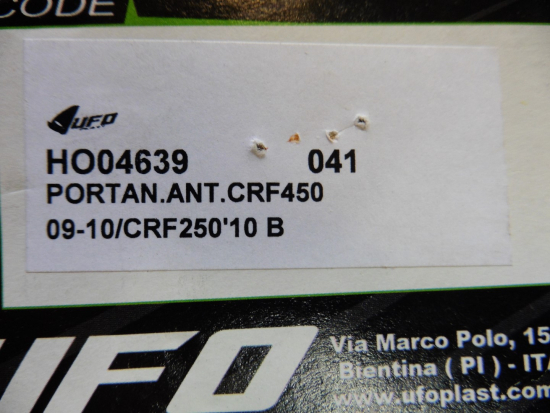 CODE
UFO
HO04639 041
PORTAN.ANT.CRF450
09-10/CRF250'10 B
UFO
Via Marco Polo, 15
Bientina ( PI ) - ITA
www.ufoplast.com